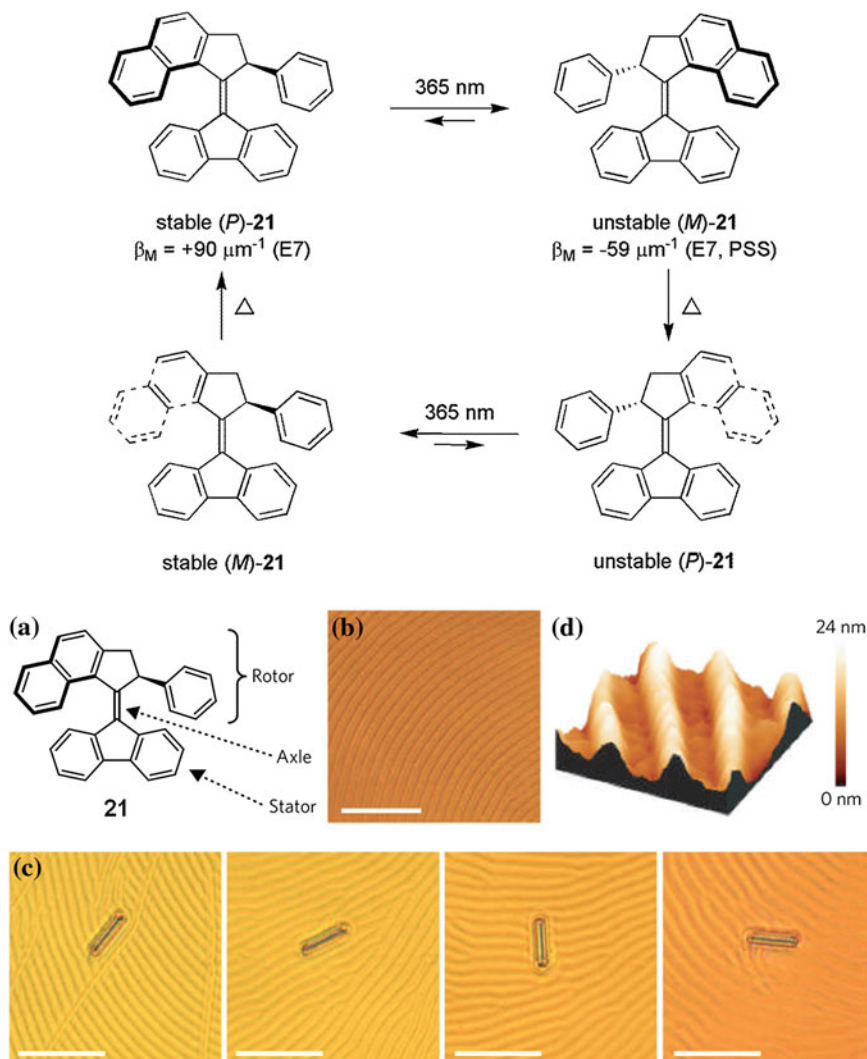 365 nm
stable (P)-21
βM = +90 μm-1 (E7)
unstable (M)-21
βM = -59 μm-1 (E7, PSS)
△
△
365 nm
stable (M)-21
unstable (P)-21
(a)
Rotor
Axle
Stator
21
(b)
(d)
24 nm
0 nm
(c)